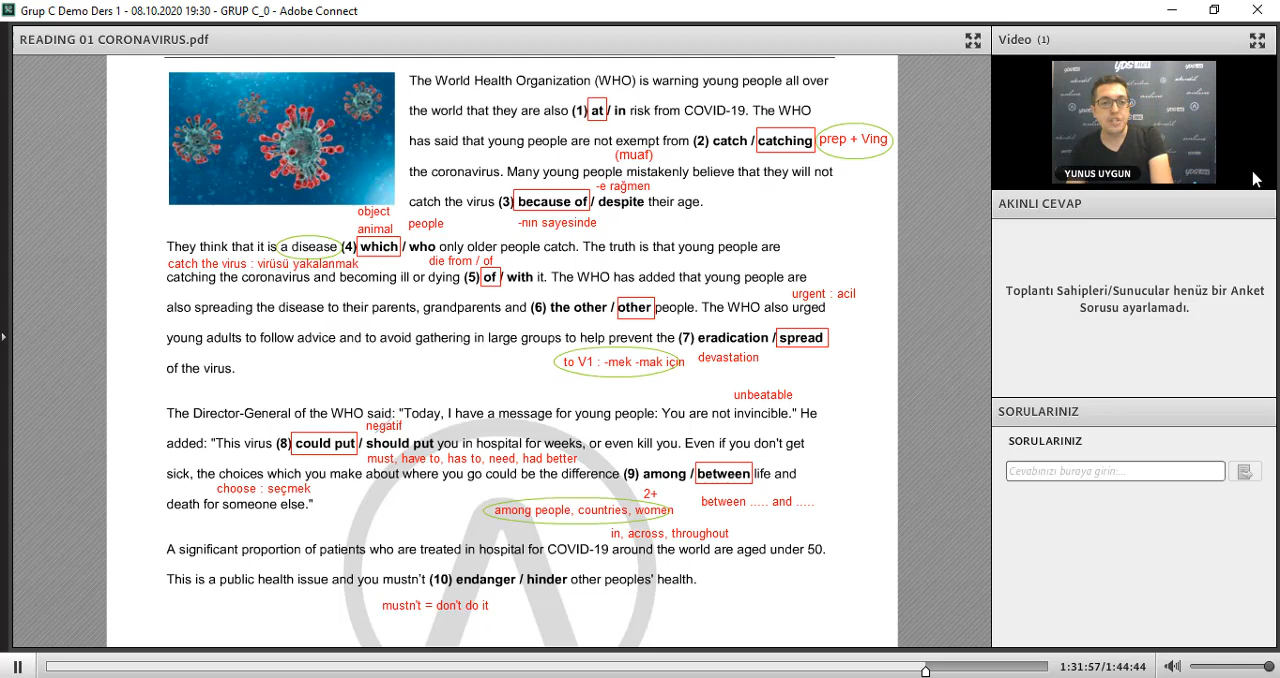 Grup C Demo Ders 1 - 08.10.2020 19:30 - GRUP C_0 - Adobe Connect
READING 01 CORONAVIRUS.pdf
The World Health Organization (WHO) is warning young people all over
the world that they are also (1) at / in risk from COVID-19. The WHO
has said that young people are not exempt from (2) catch / catching prep + Ving
(muaf)
the coronavirus. Many young people mistakenly believe that they will not
-e rağmen
catch the virus (3) because of / despite their age.
object
animal people -nın sayesinde
They think that it is a disease (4) which / who only older people catch. The truth is that young people are
catch the virus : virüsü yakalanmak die from / of
catching the coronavirus and becoming ill or dying (5) of / with it. The WHO has added that young people are
urgent : acil
also spreading the disease to their parents, grandparents and (6) the other / other people. The WHO also urged
young adults to follow advice and to avoid gathering in large groups to help prevent the (7) eradication / spread
to V1 : -mek -mak için devastation
of the virus.
unbeatable
The Director-General of the WHO said: "Today, I have a message for young people: You are not invincible." He
negatif
added: "This virus (8) could put / should put you in hospital for weeks, or even kill you. Even if you don't get
must, have to, has to, need, had better
sick, the choices which you make about where you go could be the difference (9) among / between life and
choose : seçmek
2+
between ..... and .....
death for someone else."
among people, countries, women
in, across, throughout
A significant proportion of patients who are treated in hospital for COVID-19 around the world are aged under 50.
This is a public health issue and you mustn't (10) endanger / hinder other peoples' health.
mustn't = don't do it
Video (1)
YDS
YUNUS UYGUN
AKINLI CEVAP
Toplantı Sahipleri/Sunucular henüz bir Anket
Sorusu ayarlamadı.
SORULARINIZ
SORULARINIZ
Cevabınızı buraya girin:...
1:31:57/1:44:44